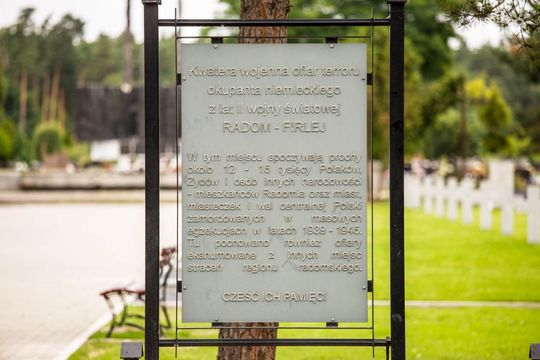 Kwatera wojenna ofiar terroru
okupanta niemieckiego
z lat II wojny światowej
RADOM - FIRLEJ
W tym miejscu spoczywają prochy
około 12 - 15 tysięcy Polaków,
Żydów i osób innych narodowości.
- mieszkańców Radomia oraz miast,
miasteczek i wsi centralnej Polski
zamordowanych w masowych
egzekucjach w latach 1939 - 1945.
Tu pochowano również ofiary
ekshumowane z innych miejsc
straceń regionu radomskiego.
CZEŚĆ ICH PAMIĘCI